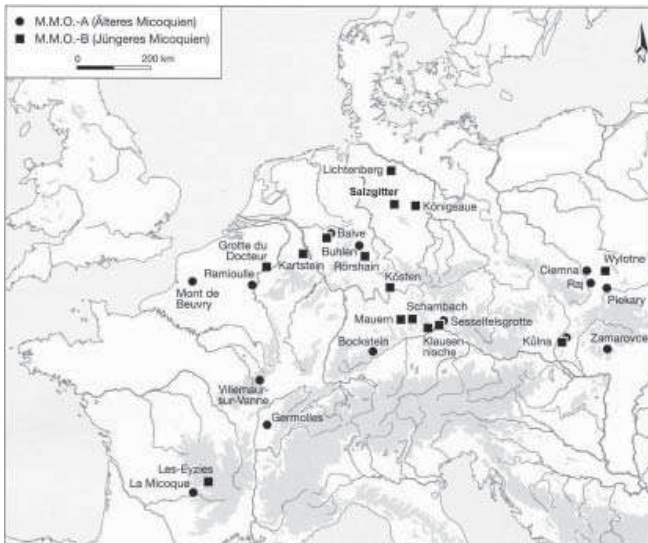 M.M.O.-A (Älteres Micoquien)
M.M.O.-B (Jüngeres Micoquien)
0 200 km
N
Lichtenberg
Salzgitter
Königsaue
Balve
Buhlen
Grotte du
Docteur
Ramioulle
Kartstein
Rörshain
Mont de
Beuvry
Kösten
Ciemna
Wylotne
Raj
Piekary
Schambach
Mauern
Sesselfelsgrotte
Bockstein
Klausen
nische
Kůlna
Zamarovce
Villemaur-
sur-Vanne
Germolles
Les-Eyzies
La Micoque